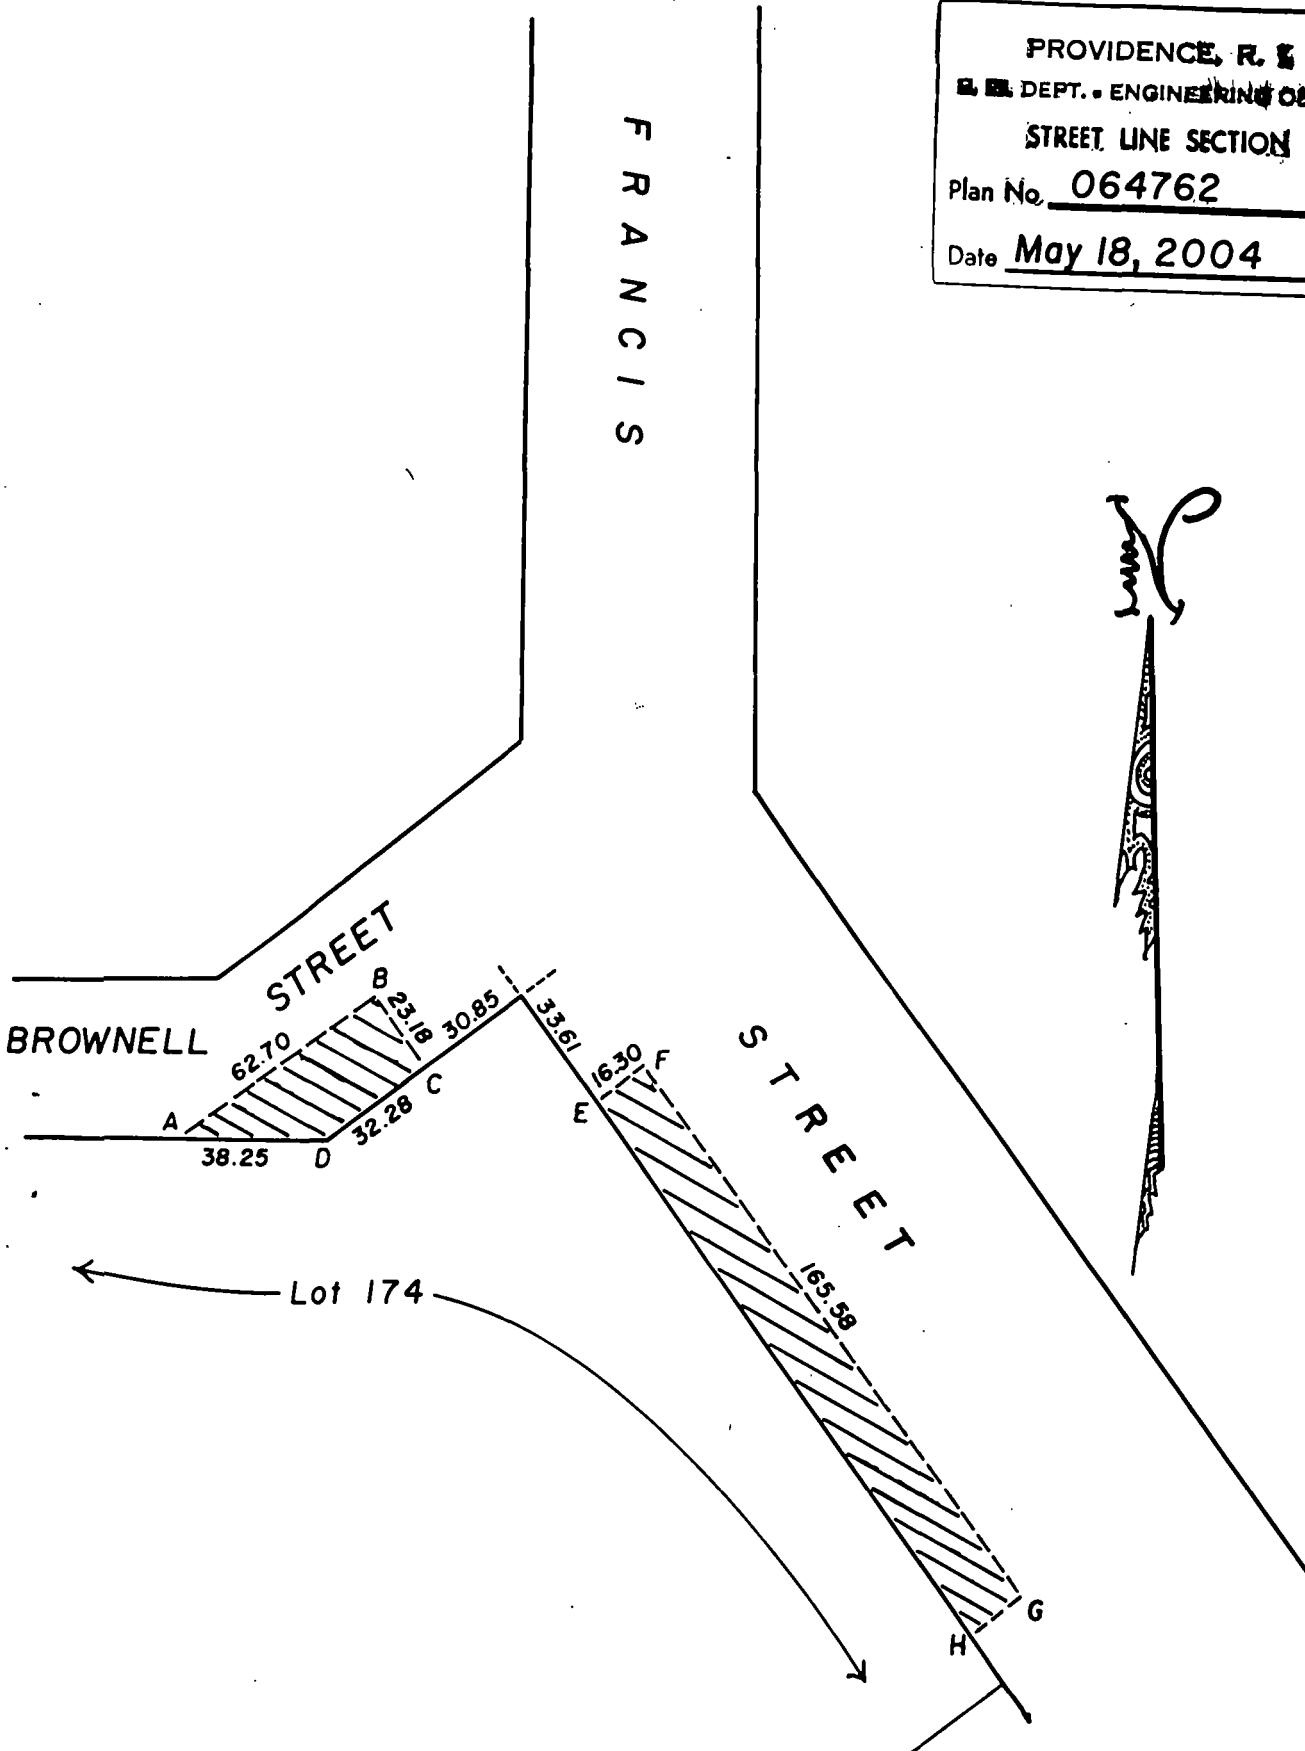 PROVIDENCE, R.
DEPT. ENGINEERING
STREET LINE SECTION
Plan No. 064762
Date May 18, 2004
FRANCIS
N
STREET
BROWNELL
B
23.18
30.85
33.61
62.70
16.30
F
STREET
A
C
E
32.28
38.25
D
165.58
Lot 174
G
H